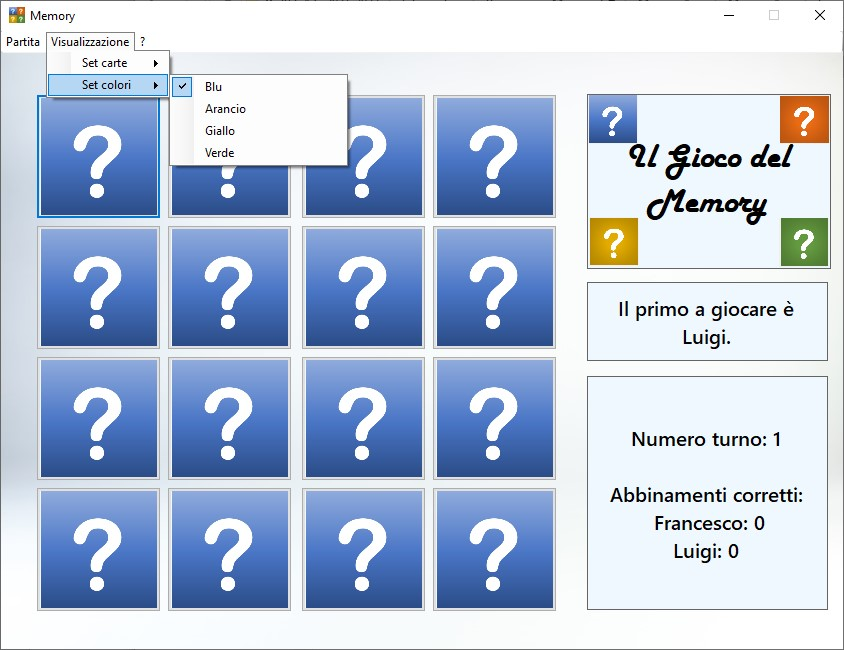 Memory
Partita Visualizzazione ?
Set carte
Set colori
Blu
Arancio
Giallo
Verde
? ? ? ?
? ? ? ?
? ? ? ?
? ? ? ?
? ?
Il Gioco del
Memory
? ?
Il primo a giocare è
Luigi.
Numero turno: 1
Abbinamenti corretti:
Francesco: 0
Luigi: 0